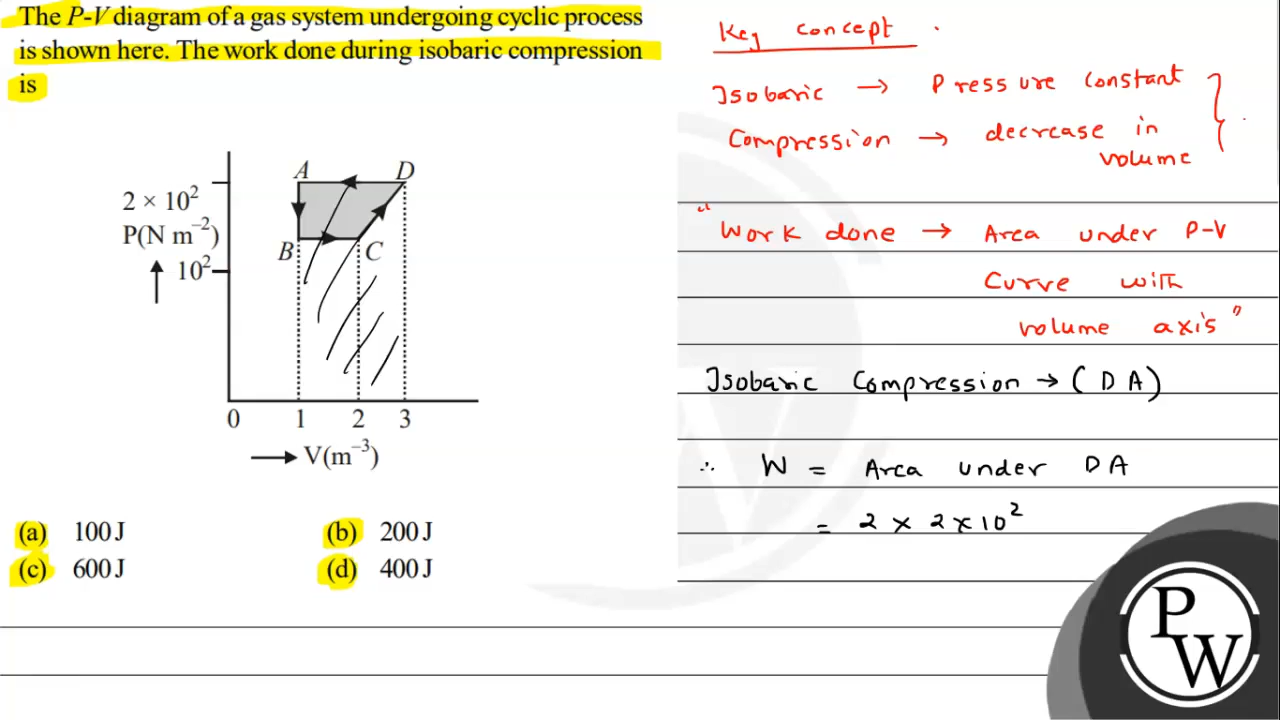 The P-V diagram of a gas system undergoing cyclic process
is shown here. The work done during isobaric compression
is
A D
2 × 10²
P(N m⁻²)
B C
10²
0 1 2 3
V(m⁻³)
(a) 100 J (b) 200 J
(c) 600 J (d) 400 J
Key concept .
Isobaric → Pressure constant
Compression → decrease in
volume
"Work done → Area under P-V
Curve with
volume axis"
Isobaric Compression → (DA)
∴ W = Area under DA
= 2 × 2 × 10²
P
W